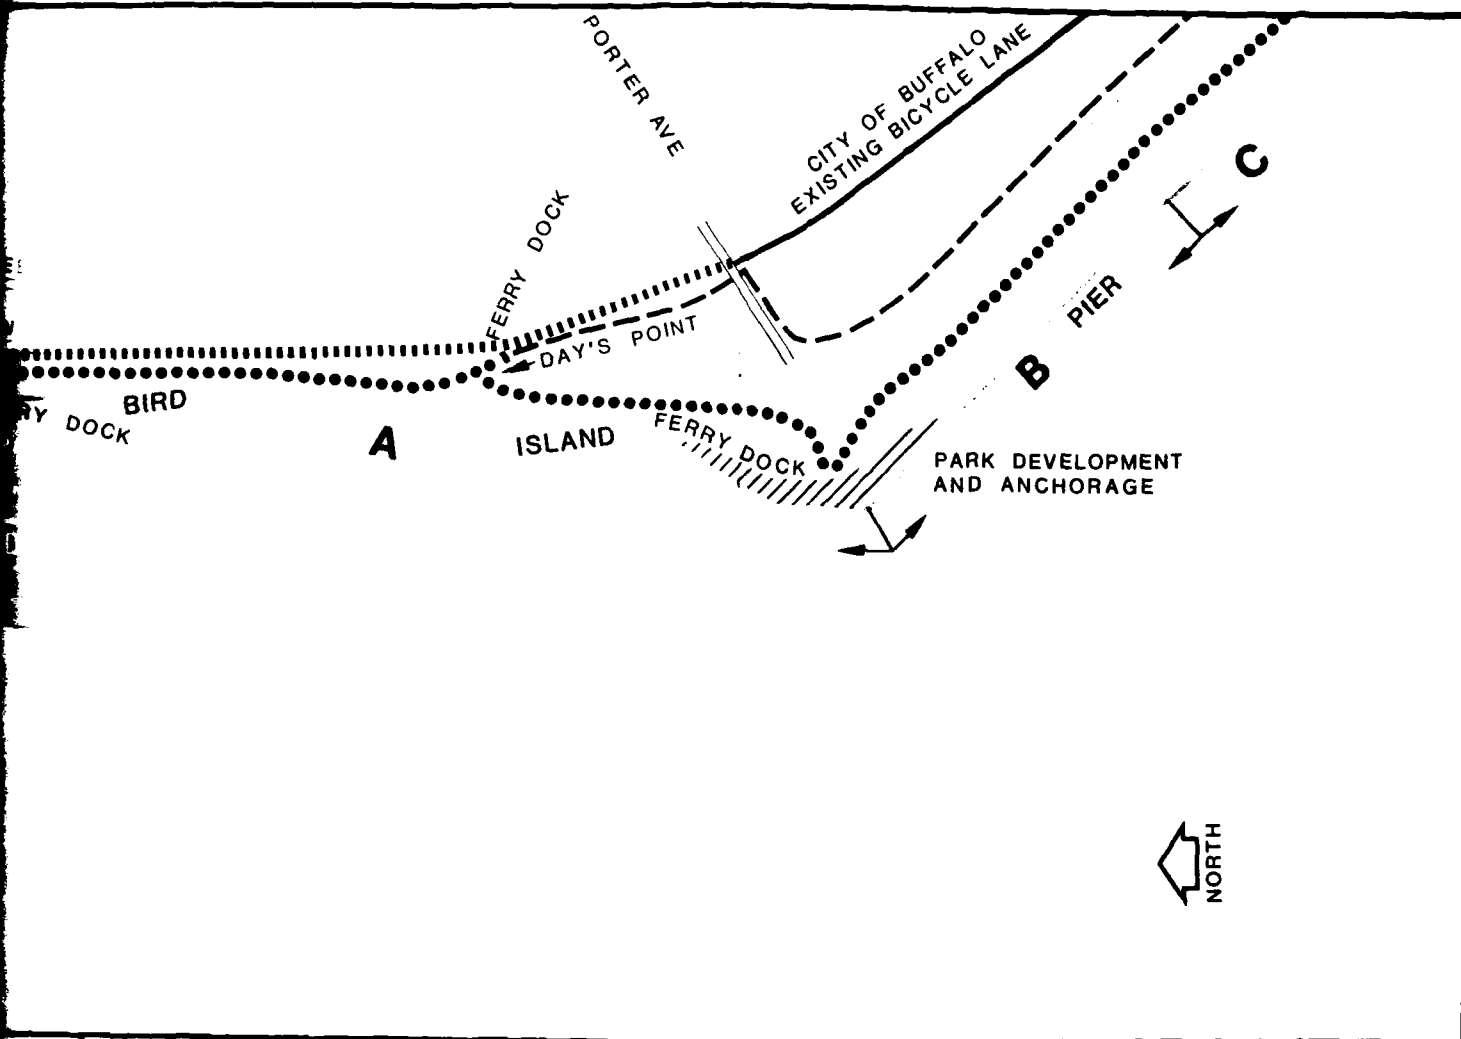 PORTER AVE
CITY OF BUFFALO
EXISTING BICYCLE LANE
C
FERRY DOCK
PIER
DAY'S POINT
B
BIRD
RY DOCK
A
ISLAND
FERRY DOCK
PARK DEVELOPMENT
AND ANCHORAGE
NORTH